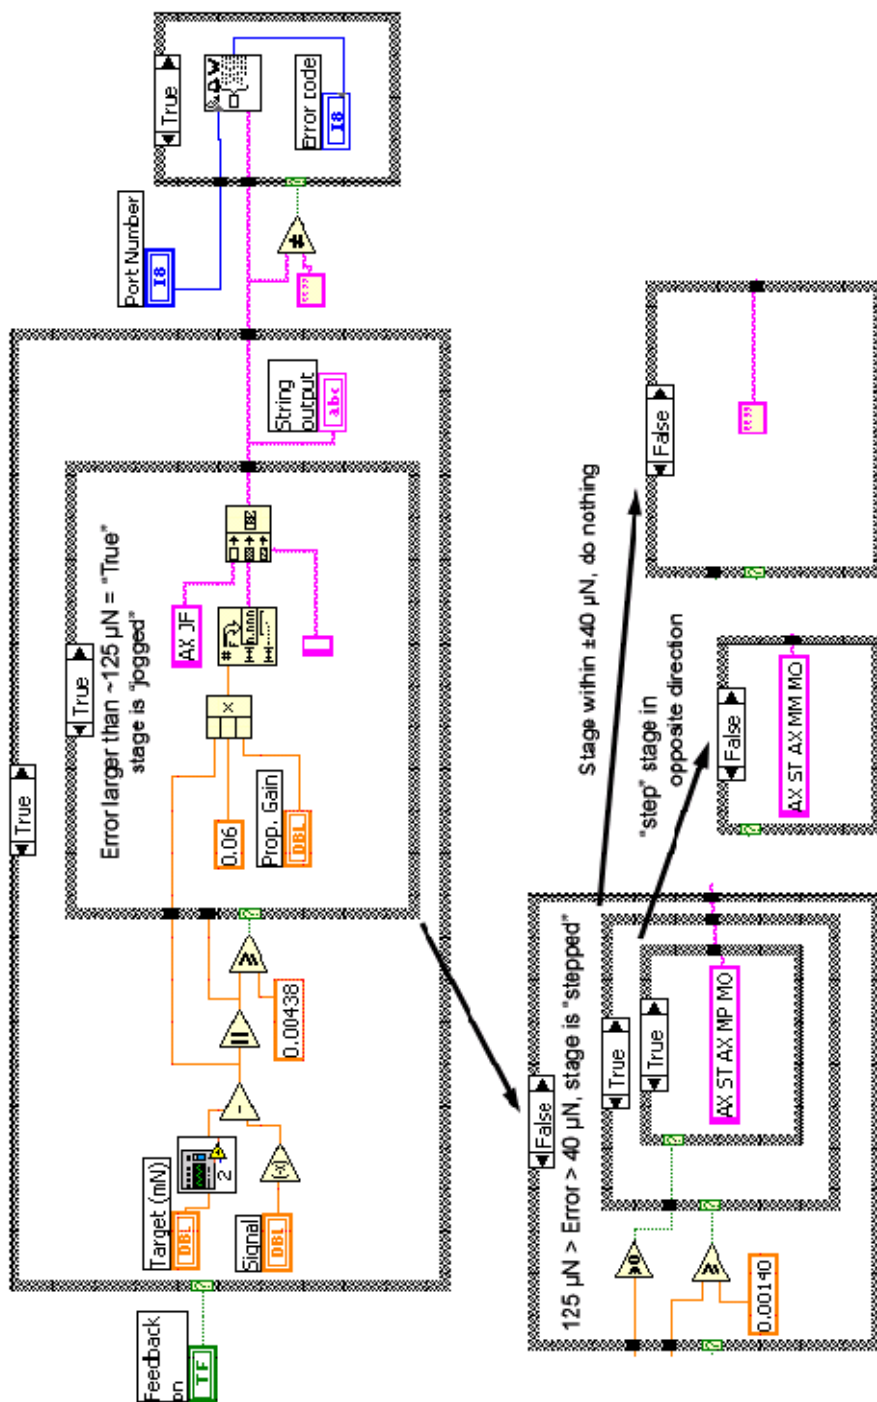 Feedback
on
TF
True
Target (mN)
DBL
2
Signal
DBL
|x|
-
0.00438
True
Error larger than ~125 µN = "True"
stage is "jogged"
0.06
Prop. Gain
DBL
x
#
AX JF
String
output
abc
Port Number
I8
≠
True
Error code
I8
False
125 µN > Error > 40 µN, stage is "stepped"
0.00140
True
True
AX ST AX MP MO
"step" stage in
opposite direction
False
AX ST AX MM MO
Stage within ±40 µN, do nothing
False